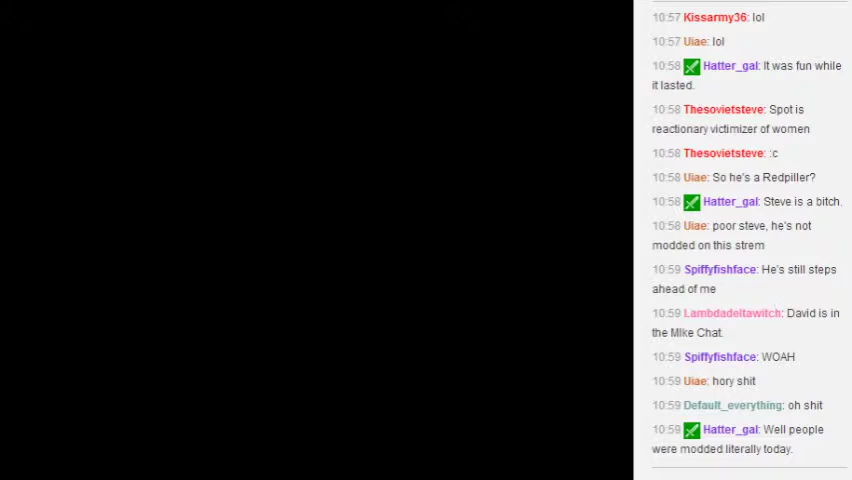 10:57 Kissarmy36: lol
10:57 Uiae: lol
10:58 Hatter_gal: It was fun while
it lasted.
10:58 Thesovietsteve: Spot is
reactionary victimizer of women
10:58 Thesovietsteve: :c
10:58 Uiae: So he's a Redpiller?
10:58 Hatter_gal: Steve is a bitch.
10:58 Uiae: poor steve, he's not
modded on this strem
10:59 Spiffyfishface: He's still steps
ahead of me
10:59 Lambdadeltawitch: David is in
the MIke Chat.
10:59 Spiffyfishface: WOAH
10:59 Uiae: hory shit
10:59 Default_everything: oh shit
10:59 Hatter_gal: Well people
were modded literally today.